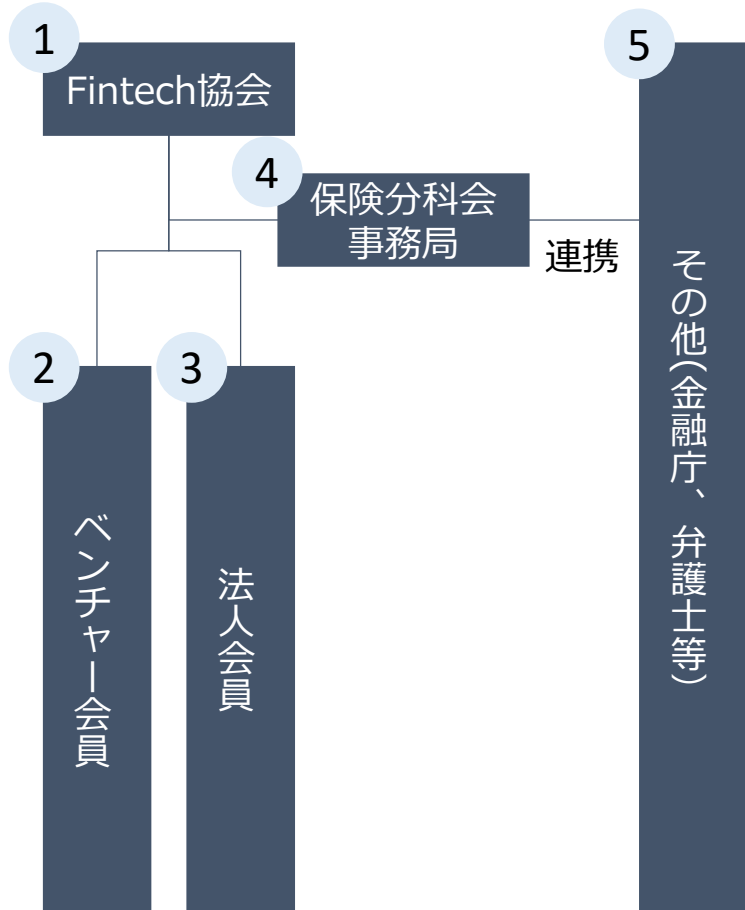 1
Fintech協会
5
4
保険分科会
事務局
連携
2
ベンチャー会員
3
法人会員
その他(金融庁、弁護士等)